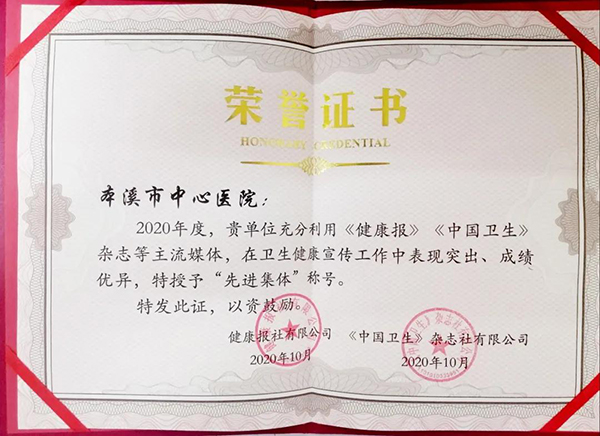 荣誉证书
HONORARY CREDENTIAL
本溪市中心医院：
2020年度，贵单位充分利用《健康报》《中国卫生》
杂志等主流媒体，在卫生健康宣传工作中表现突出、成绩
优异，特授予“先进集体”称号。
特发此证，以资鼓励。
健康报社有限公司 《中国卫生》杂志社有限公司
2020年10月 2020年10月